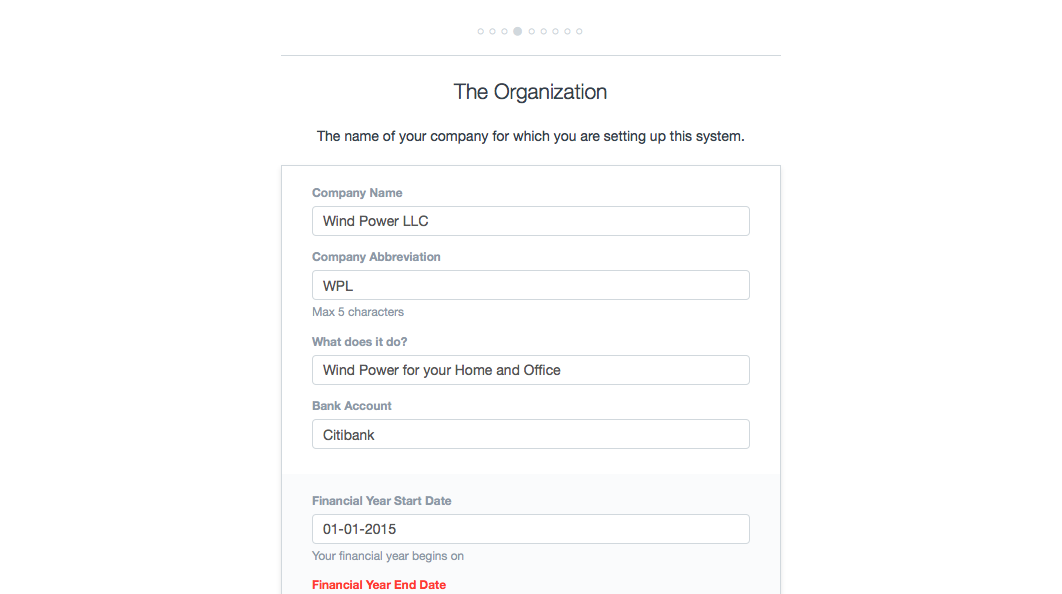 The Organization
The name of your company for which you are setting up this system.
Company Name
Wind Power LLC
Company Abbreviation
WPL
Max 5 characters
What does it do?
Wind Power for your Home and Office
Bank Account
Citibank
Financial Year Start Date
01-01-2015
Your financial year begins on
Financial Year End Date